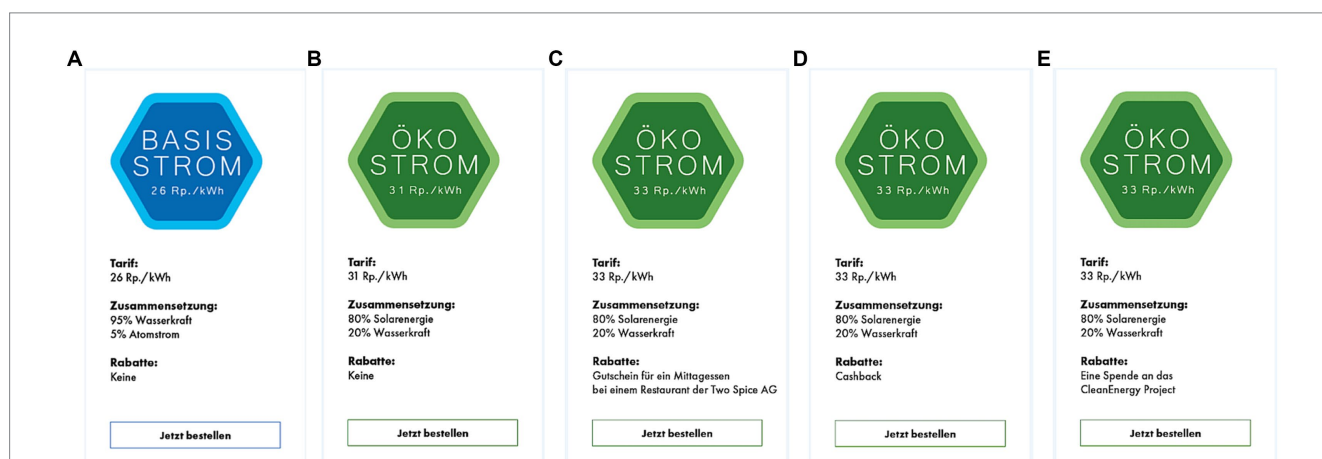 A
BASIS
STROM
26 Rp./kWh
Tarif:
26 Rp./kWh
Zusammensetzung:
95% Wasserkraft
5% Atomstrom
Rabatte:
Keine
Jetzt bestellen
B
ÖKO
STROM
31 Rp./kWh
Tarif:
31 Rp./kWh
Zusammensetzung:
80% Solarenergie
20% Wasserkraft
Rabatte:
Keine
Jetzt bestellen
C
ÖKO
STROM
33 Rp./kWh
Tarif:
33 Rp./kWh
Zusammensetzung:
80% Solarenergie
20% Wasserkraft
Rabatte:
Gutschein für ein Mittagessen
bei einem Restaurant der Two Spice AG
Jetzt bestellen
D
ÖKO
STROM
33 Rp./kWh
Tarif:
33 Rp./kWh
Zusammensetzung:
80% Solarenergie
20% Wasserkraft
Rabatte:
Cashback
Jetzt bestellen
E
ÖKO
STROM
33 Rp./kWh
Tarif:
33 Rp./kWh
Zusammensetzung:
80% Solarenergie
20% Wasserkraft
Rabatte:
Eine Spende an das
CleanEnergy Project
Jetzt bestellen